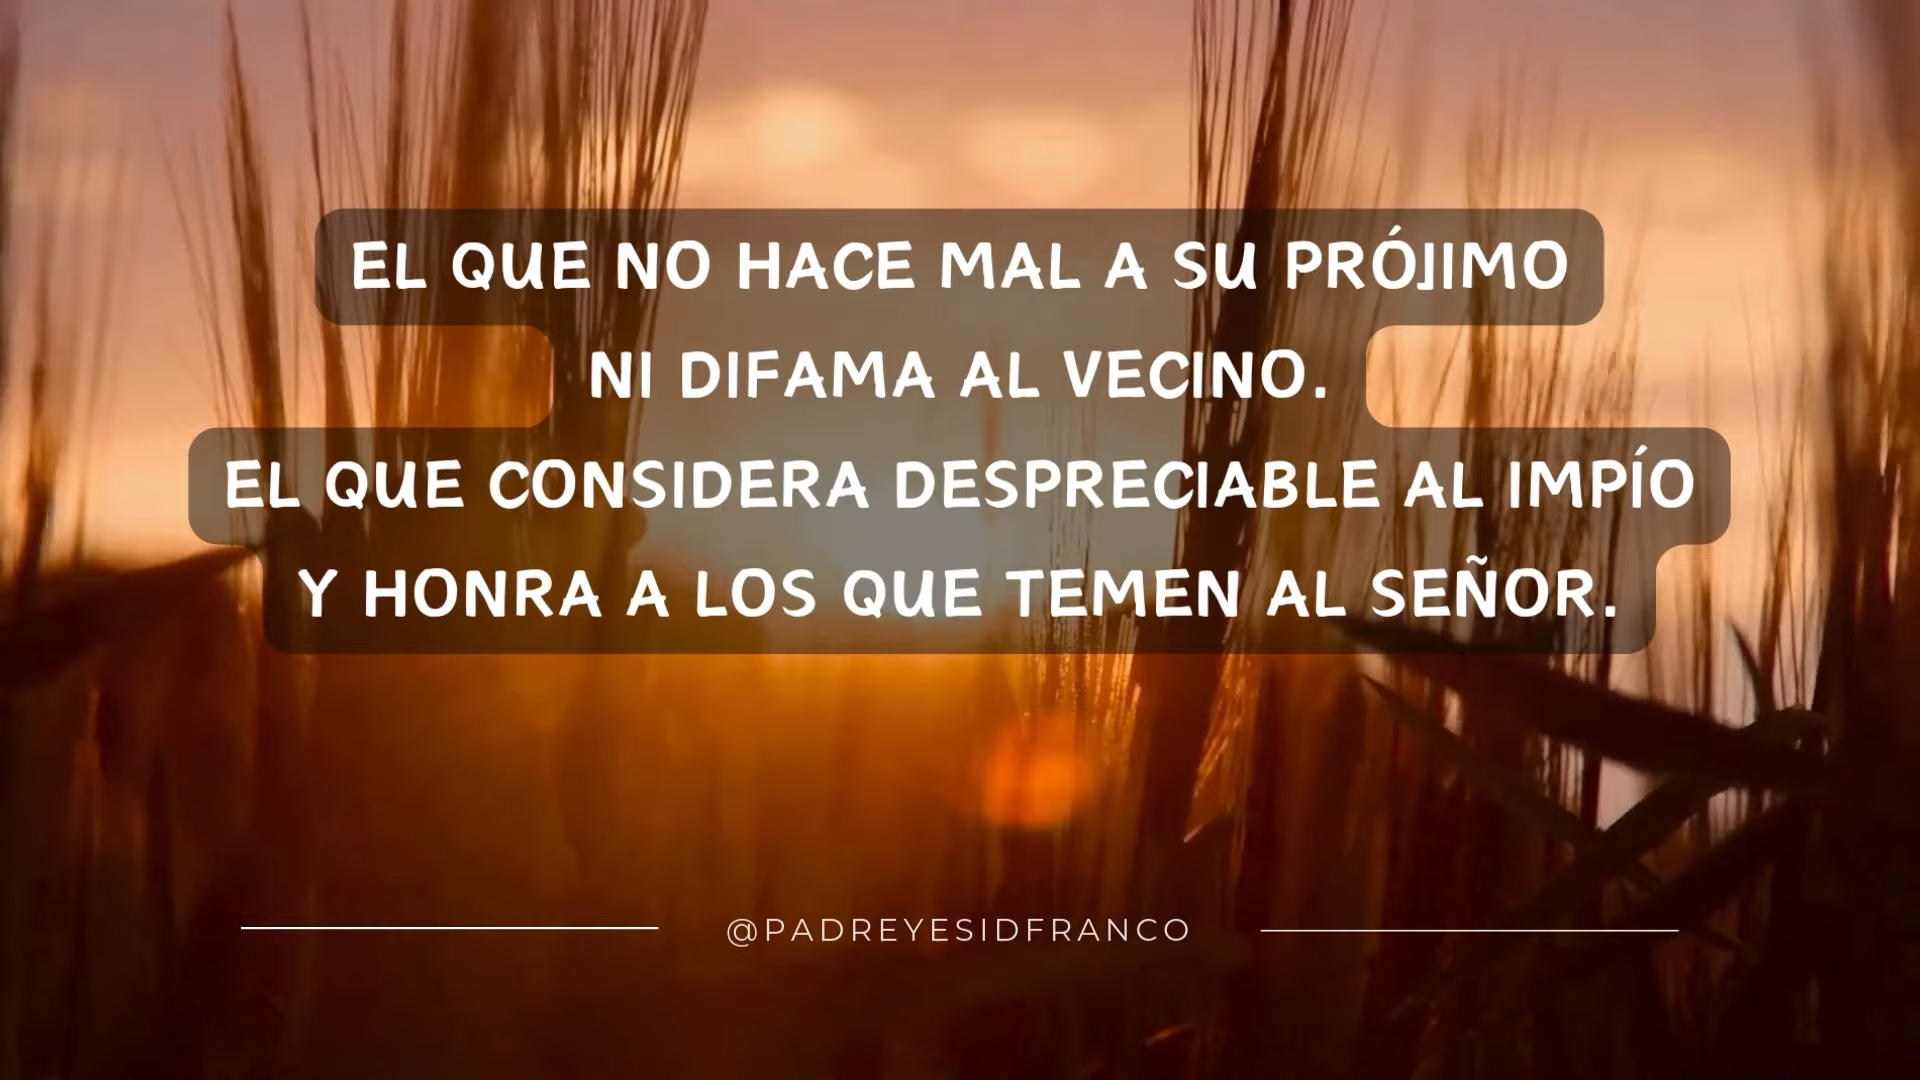 EL QUE NO HACE MAL A SU PRÓJIMO
NI DIFAMA AL VECINO.
EL QUE CONSIDERA DESPRECIABLE AL IMPÍO
Y HONRA A LOS QUE TEMEN AL SEÑOR.
@PADREYESIDFRANCO